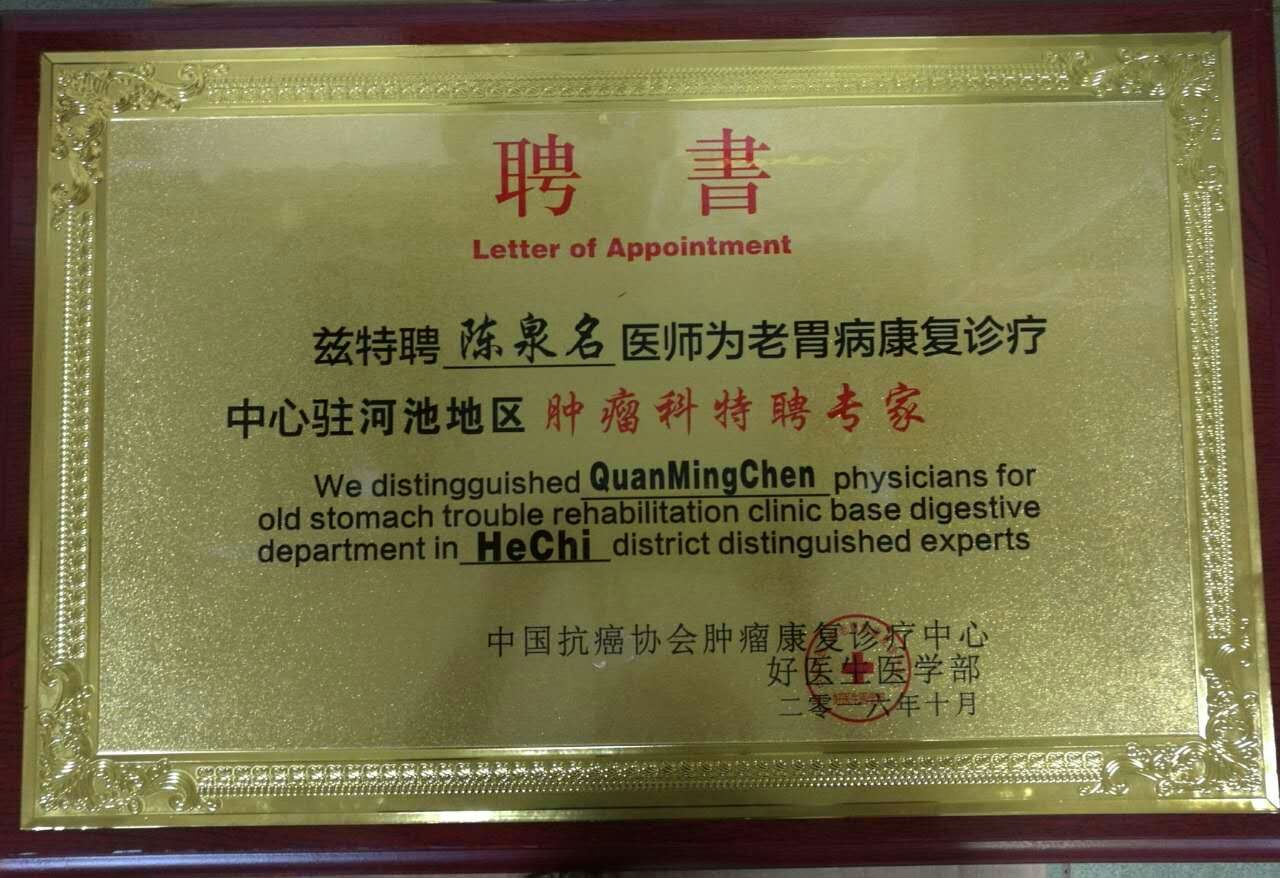 聘書
Letter of Appointment
兹特聘陈泉名医师为老胃病康复诊疗
中心驻河池地区 肿瘤科特聘专家
We distingguished QuanMingChen physicians for
old stomach trouble rehabilitation clinic base digestive
department in HeChi district distinguished experts
中国抗癌协会肿瘤康复诊疗中心
好医生医学部
二零一六年十月